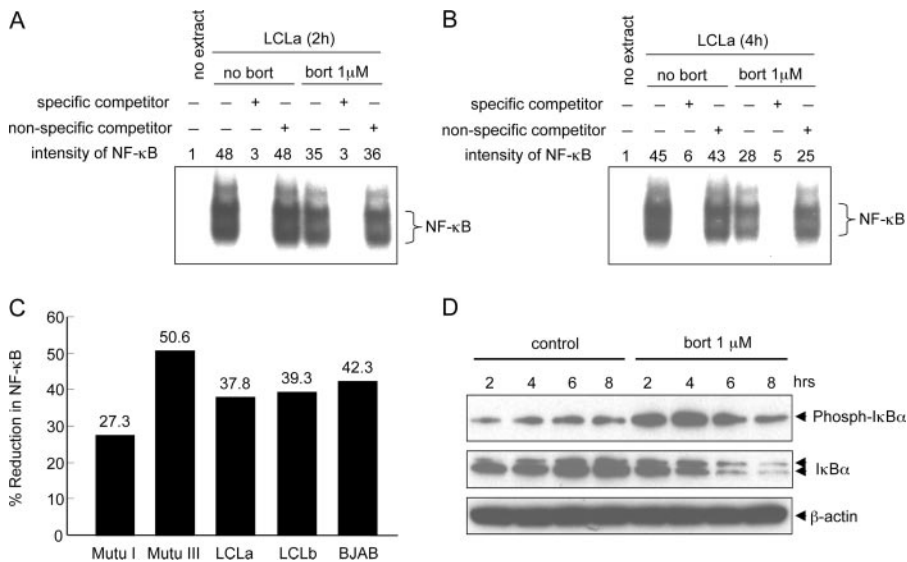 A
no extract
LCLa (2h)
no bort
bort 1μM
specific competitor – – + – – + –
non-specific competitor – – – + – – +
intensity of NF-κB 1 48 3 48 35 3 36
NF-κB
B
no extract
LCLa (4h)
no bort
bort 1μM
specific competitor – – + – – + –
non-specific competitor – – – + – – +
intensity of NF-κB 1 45 6 43 28 5 25
NF-κB
C
% Reduction in NF-κB
60
50
40
30
20
10
0
27.3
50.6
37.8
39.3
42.3
Mutu I Mutu III LCLa LCLb BJAB
D
control bort 1 μM
2 4 6 8 2 4 6 8 hrs
Phosph-IκBα
IκBα
β-actin